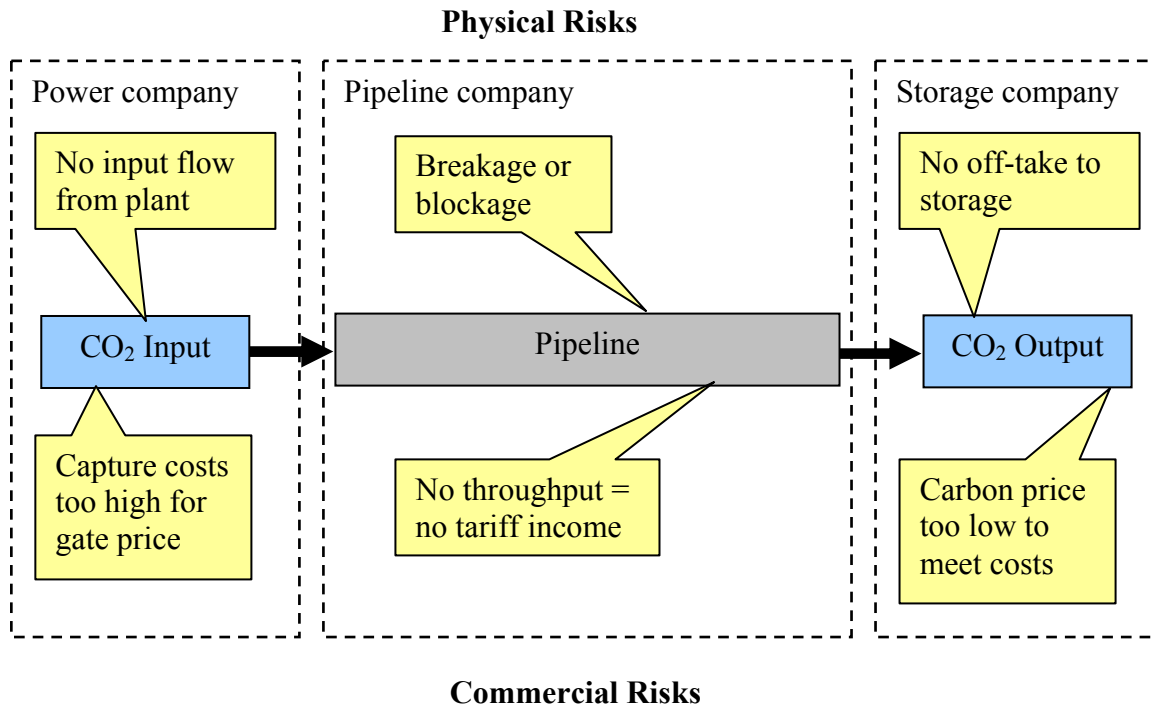 Physical Risks
Power company
No input flow
from plant
CO₂ Input
Capture costs
too high for
gate price
Pipeline company
Breakage or
blockage
Pipeline
No throughput =
no tariff income
Storage company
No off-take to
storage
CO₂ Output
Carbon price
too low to
meet costs
Commercial Risks